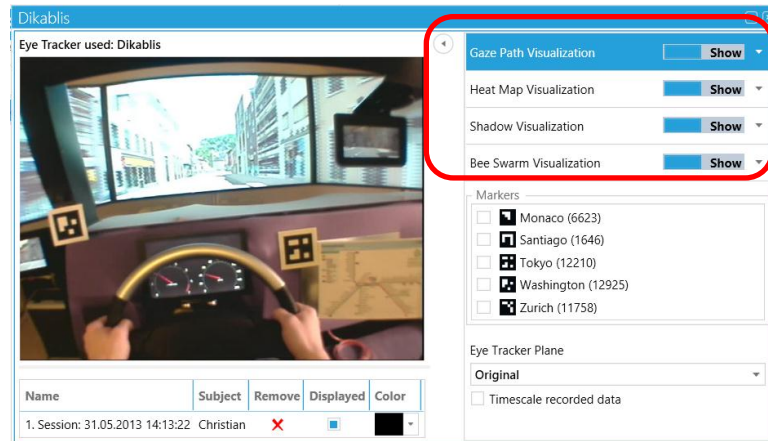 Dikablis
Eye Tracker used: Dikablis
Gaze Path Visualization Show
Heat Map Visualization Show
Shadow Visualization Show
Bee Swarm Visualization Show
Markers
Monaco (6623)
Santiago (1646)
Tokyo (12210)
Washington (12925)
Zurich (11758)
Eye Tracker Plane
Original
Timescale recorded data
Name Subject Remove Displayed Color
1. Session: 31.05.2013 14:13:22 Christian